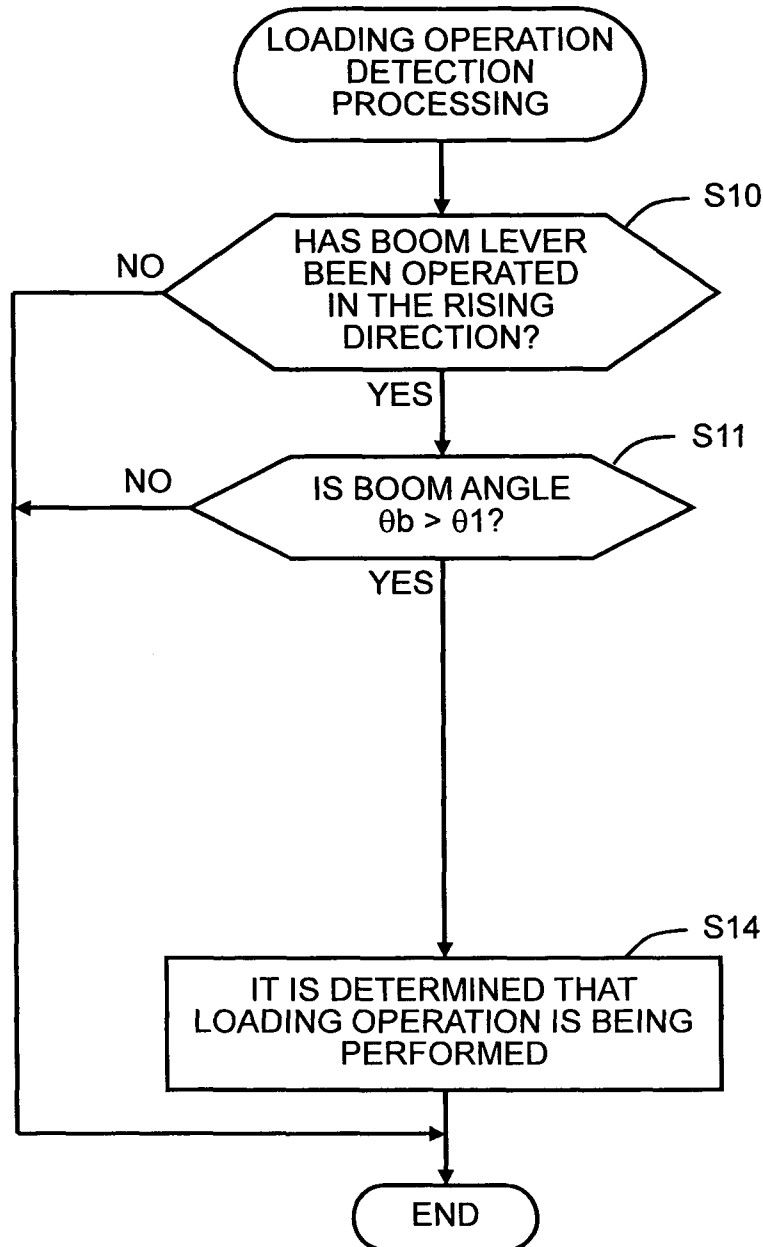 LOADING OPERATION
DETECTION
PROCESSING
S10
HAS BOOM LEVER
BEEN OPERATED
IN THE RISING
DIRECTION?
NO
YES
S11
IS BOOM ANGLE
θb > θ1?
NO
YES
S14
IT IS DETERMINED THAT
LOADING OPERATION IS BEING
PERFORMED
END